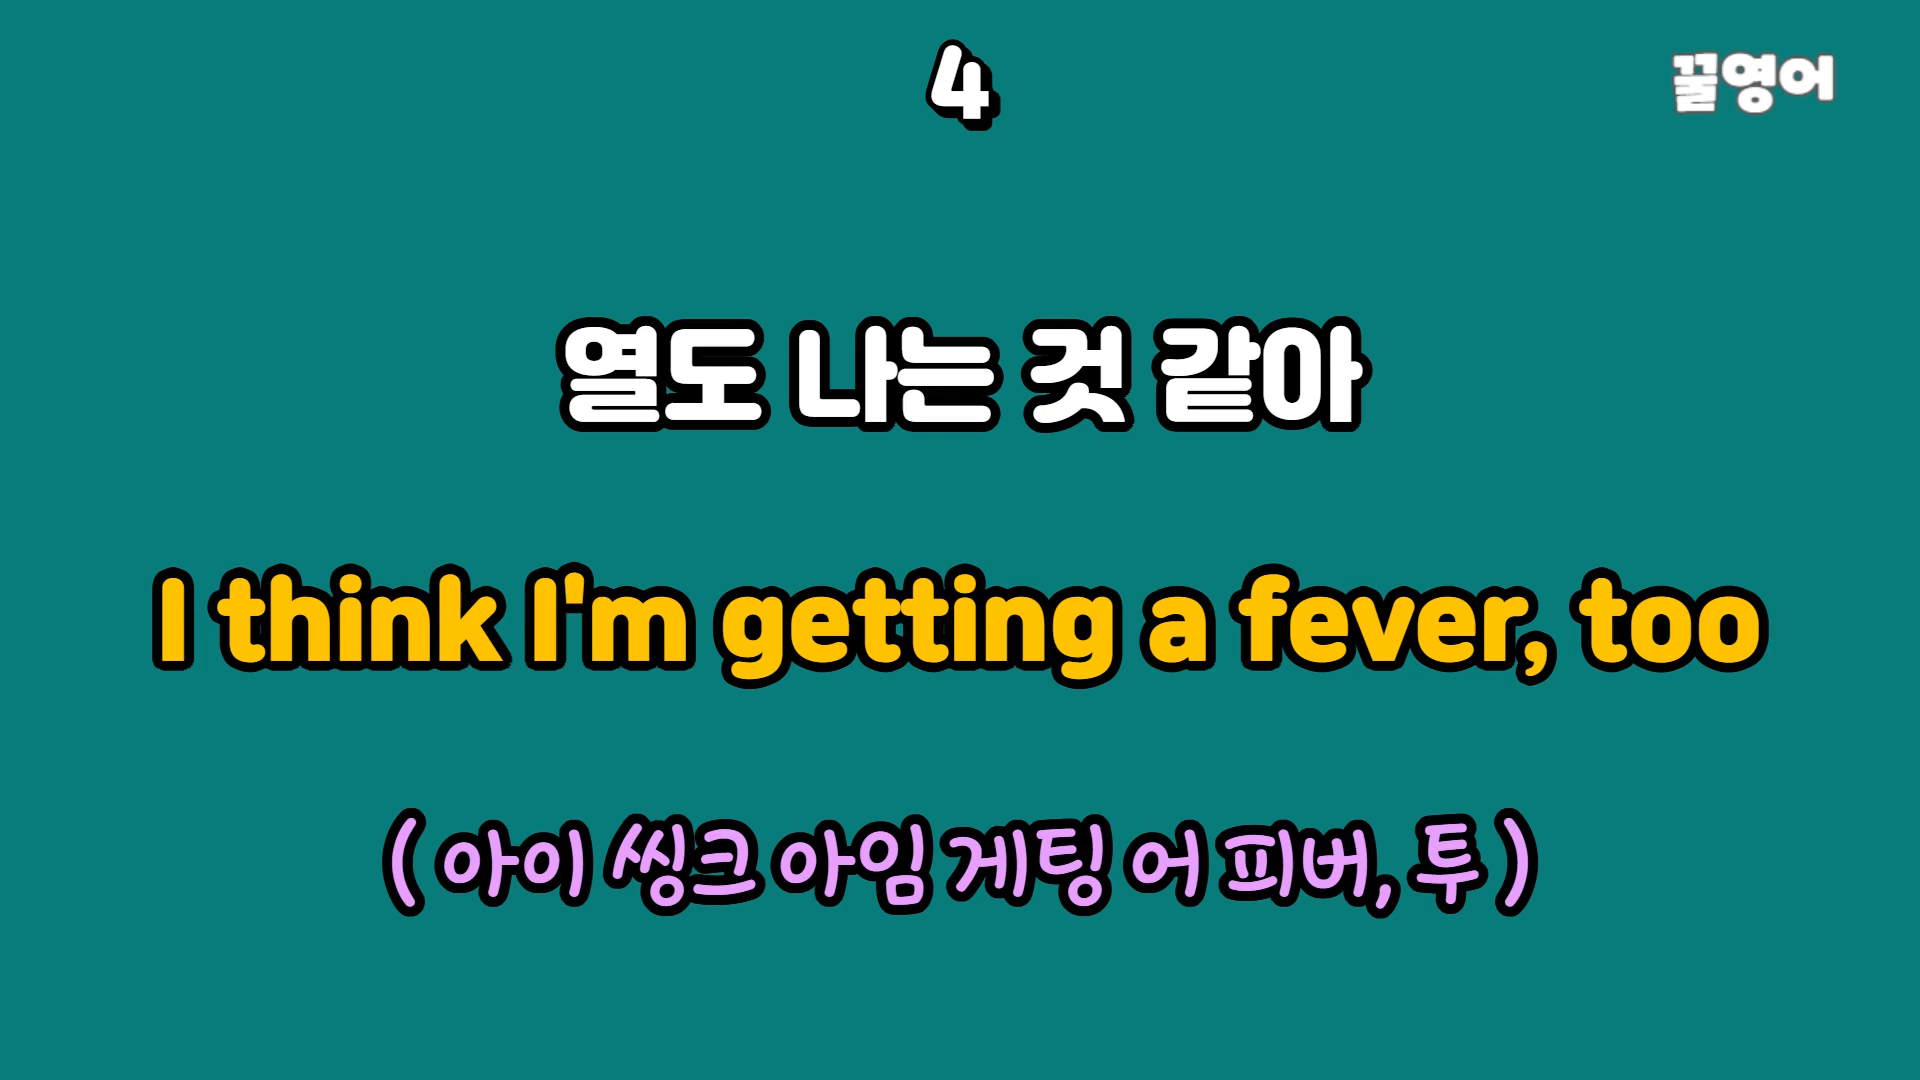 4
꿀영어
열도 나는 것 같아
I think I'm getting a fever, too
( 아이 씽크 아임 게팅 어 피버, 투 )